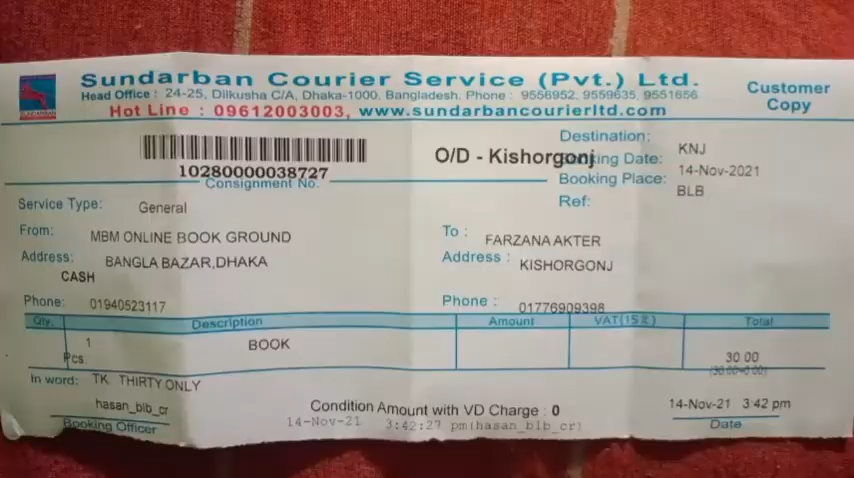 Sundarban Courier Service (Pvt.) Ltd.
Head Office : 24-25, Dilkusha C/A, Dhaka-1000, Bangladesh. Phone : 9558952, 9559635, 9551656
Hot Line : 09612003003, www.sundarbancourierltd.com
Customer
Copy
SUNDARBAN
10280000038727
Consignment No.
O/D - Kishorgonj
Destination: KNJ
Booking Date: 14-Nov-2021
Booking Place: BLB
Ref:
Service Type: General
From: MBM ONLINE BOOK GROUND
Address: BANGLA BAZAR,DHAKA
CASH
Phone: 01940523117
To : FARZANA AKTER
Address : KISHORGONJ
Phone : 01776909398
Qty. Description Amount VAT(15%) Total
1 BOOK
Pcs 30.00
(30.00+0.00)
In word: TK. THIRTY ONLY
hasan_blb_cr
Booking Officer
Condition Amount with VD Charge : 0
14-Nov-21 3:42:27 pm(hasan_blb_cr)
14-Nov-21 3:42 pm
Date